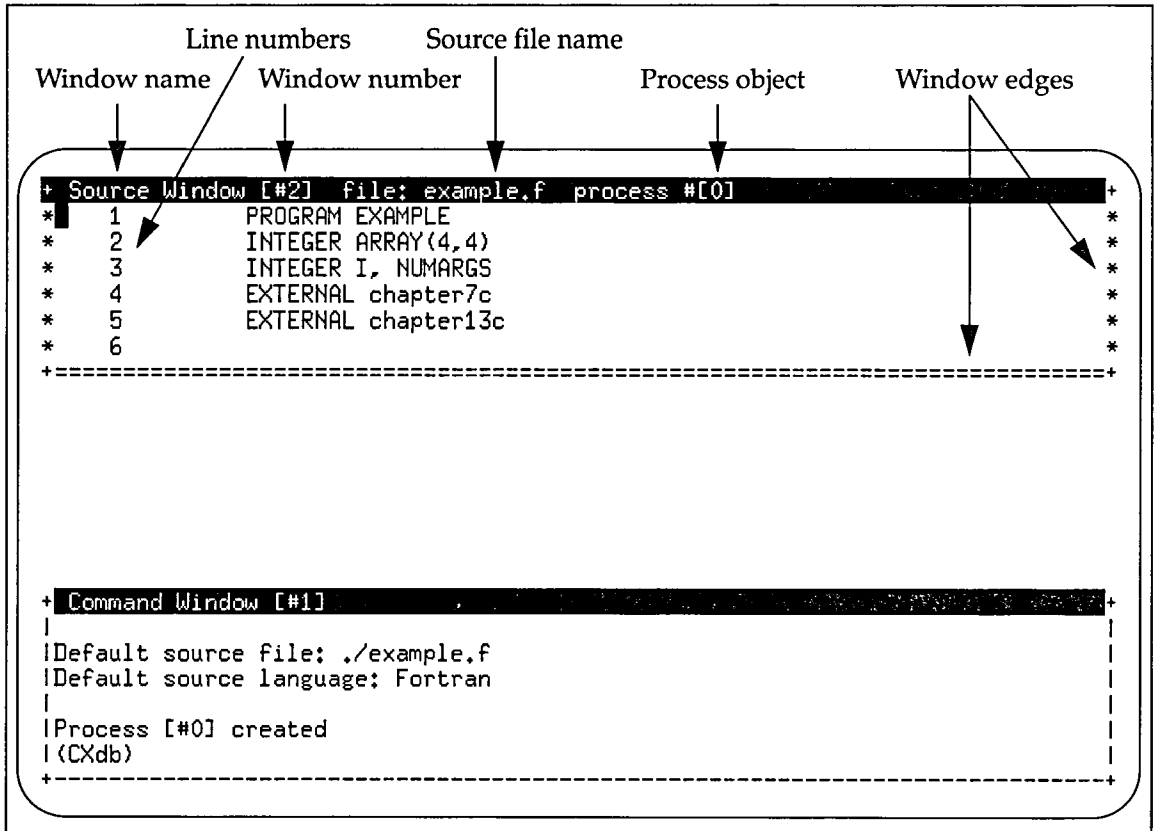 Line numbers Source file name
Window name Window number Process object Window edges
+ Source Window [#2] file: example.f process #[0] +
* 1 PROGRAM EXAMPLE *
* 2 INTEGER ARRAY(4,4) *
* 3 INTEGER I, NUMARGS *
* 4 EXTERNAL chapter7c *
* 5 EXTERNAL chapter13c *
* 6 *
+==============================================================================+
+ Command Window [#1] +
| |
|Default source file: ./example.f |
|Default source language: Fortran |
| |
|Process [#0] created |
|(CXdb) |
+------------------------------------------------------------------------------+